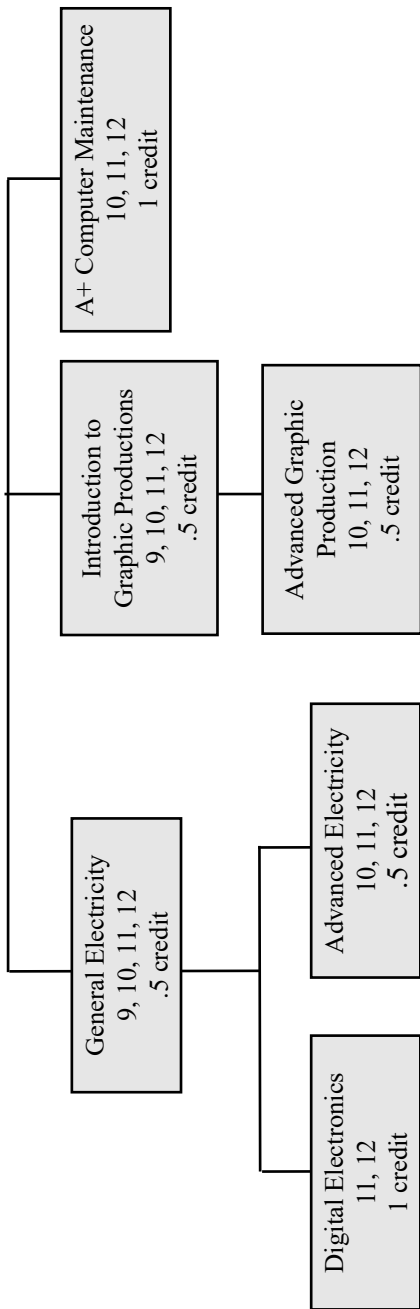 General Electricity
9, 10, 11, 12
.5 credit
Introduction to
Graphic Productions
9, 10, 11, 12
.5 credit
A+ Computer Maintenance
10, 11, 12
1 credit
Digital Electronics
11, 12
1 credit
Advanced Electricity
10, 11, 12
.5 credit
Advanced Graphic
Production
10, 11, 12
.5 credit